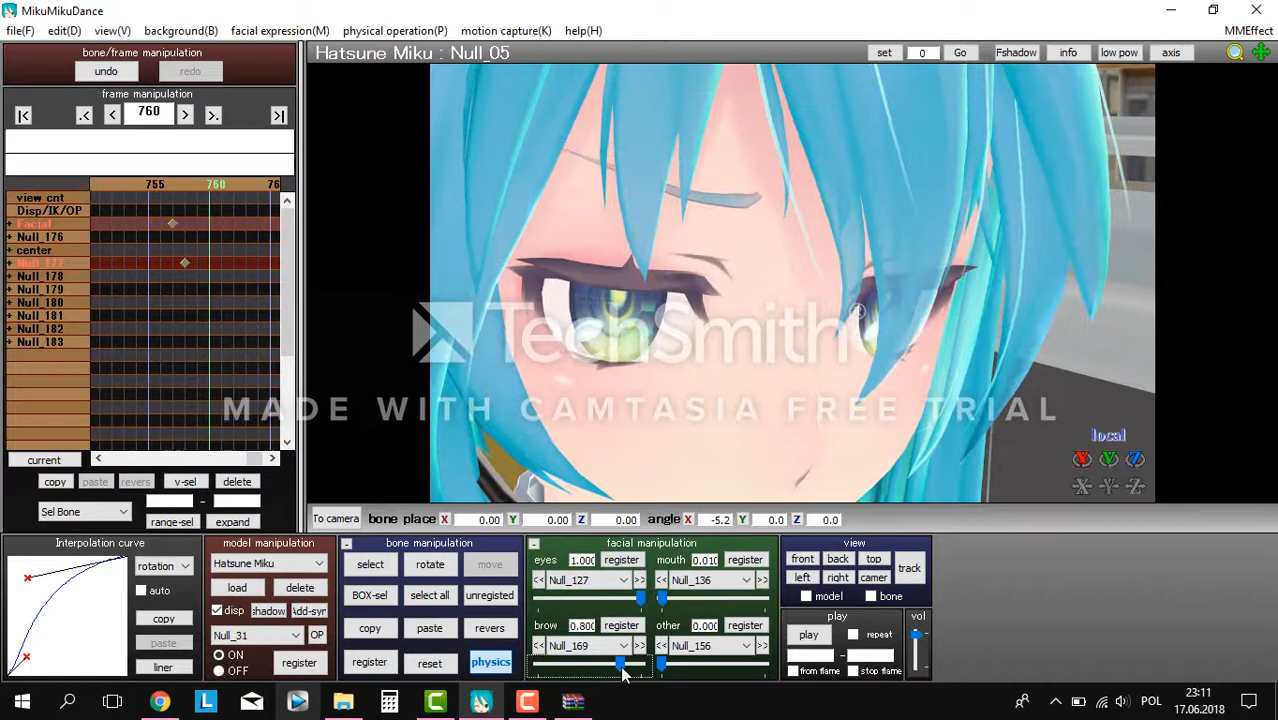 MikuMikuDance
file(F) edit(D) view(V) background(B) facial expression(M) physical operation(P) motion capture(K) help(H) MMEffect
bone/frame manipulation
undo redo
frame manipulation
|< .< < 760 > >. >|
Hatsune Miku : Null_05
set 0 Go Fshadow info low pow axis
755 760 76
view cnt
Disp/IK/OP
+ Facial
+ Null_176
+ center
+ Null_177
+ Null_178
+ Null_179
+ Null_180
+ Null_181
+ Null_182
+ Null_183
TechSmith®
MADE WITH CAMTASIA FREE TRIAL
local
X Y Z
X Y Z
current < >
copy paste revers v-sel delete
Sel Bone -
range-sel expand
To camera bone place X 0.00 Y 0.00 Z 0.00 angle X -5.2 Y 0.0 Z 0.0
Interpolation curve
rotation
auto
copy
paste
liner
model manipulation
Hatsune Miku
load delete
disp shadow Add-syn
Null_31 OP
ON
OFF
register
bone manipulation
select rotate move
BOX-sel select all unregisted
copy paste revers
register reset physics
facial manipulation
eyes 1.000 register mouth 0.010 register
<< Null_127 >> << Null_136 >>
brow 0.800 register other 0.000 register
<< Null_169 >> << Null_156 >>
view
front back top
left right camer
track
model bone
play
play repeat
-
from flame stop flame
vol
POL
23:11
17.06.2018